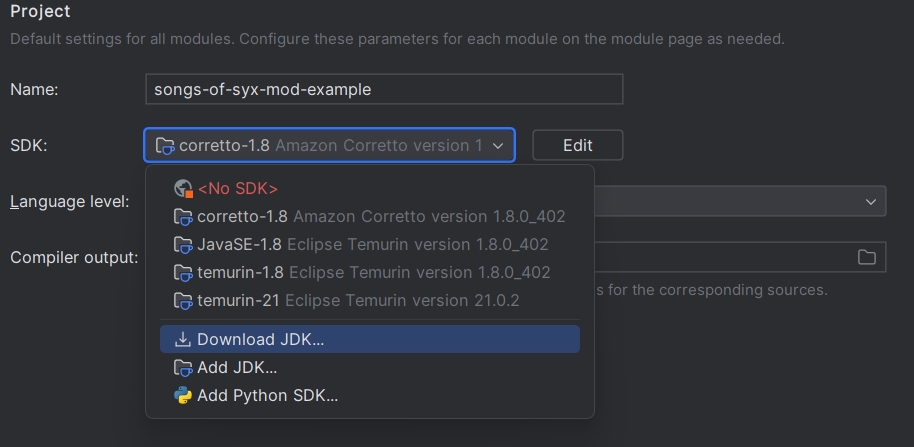 Project
Default settings for all modules. Configure these parameters for each module on the module page as needed.
Name: songs-of-syx-mod-example
SDK: corretto-1.8 Amazon Corretto version 1 Edit
<No SDK>
Language level:
corretto-1.8 Amazon Corretto version 1.8.0_402
JavaSE-1.8 Eclipse Temurin version 1.8.0_402
Compiler output:
temurin-1.8 Eclipse Temurin version 1.8.0_402
temurin-21 Eclipse Temurin version 21.0.2
s for the corresponding sources.
Download JDK...
Add JDK...
Add Python SDK...